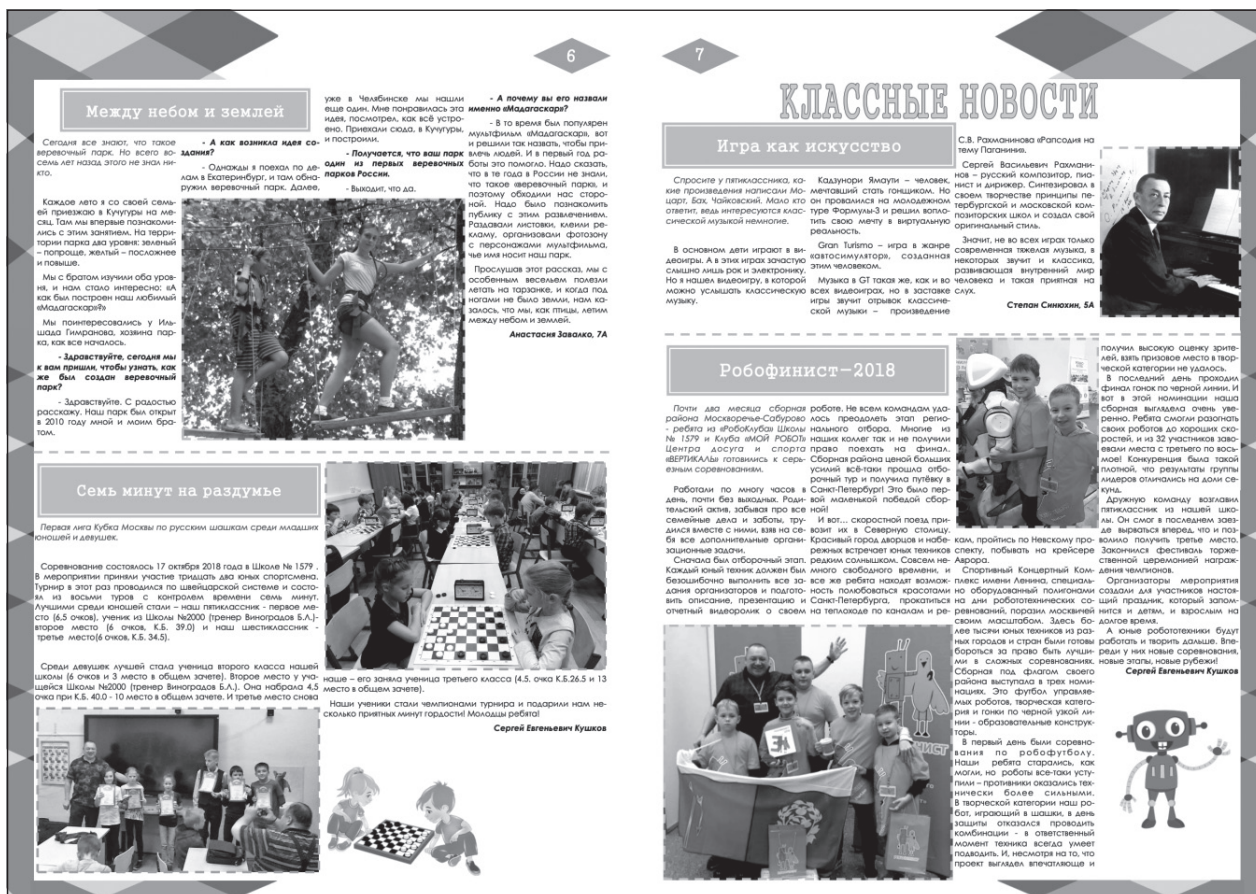 6
Между небом и землей
Сегодня все знают, что такое
веревочный парк. Но всего во-
семь лет назад этого не знал ни-
кто.
Каждое лето я со своей семь-
ей приезжаю в Кучугуры на ме-
сяц. Там мы впервые познакоми-
лись с этим занятием. На террито-
рии парка два уровня: зеленый
– попроще, желтый – посложнее
и повыше.
Мы с братом изучили оба уров-
ня, и нам стало интересно: «А
как был построен наш любимый
«Мадагаскар»?»
Мы поинтересовались у Иль-
шада Гимранова, хозяина пар-
ка, как все началось.
- Здравствуйте, сегодня мы
к вам пришли, чтобы узнать, как
же был создан веревочный
парк?
- Здравствуйте. С радостью
расскажу. Наш парк был открыт
в 2010 году мной и моим бра-
том.
- А как возникла идея со-
здания?
- Однажды я поехал по де-
лам в Екатеринбург, и там обна-
ружил веревочный парк. Далее,
уже в Челябинске мы нашли
еще один. Мне понравилась эта
идея, посмотрел, как всё устро-
ено. Приехали сюда, в Кучугуры,
и построили.
- Получается, что ваш парк
один из первых веревочных
парков России.
- Выходит, что да.
- А почему вы его назвали
именно «Мадагаскар»?
- В то время был популярен
мультфильм «Мадагаскар», вот
и решили так назвать, чтобы при-
влечь людей. И в первый год ра-
боты это помогло. Надо сказать,
что в те года в России не знали,
что такое «веревочный парк», и
поэтому обходили нас сторо-
ной. Надо было познакомить
публику с этим развлечением.
Раздавали листовки, клеили ре-
кламу, организовали фотозону
с персонажами мультфильма,
чье имя носит наш парк.
Прослушав этот рассказ, мы с
особенным весельем полезли
летать на тарзанке, и когда под
ногами не было земли, нам ка-
залось, что мы, как птицы, летим
между небом и землей.
Анастасия Завалко, 7А
Семь минут на раздумье
Первая лига Кубка Москвы по русским шашкам среди младших
юношей и девушек.
Соревнование состоялось 17 октября 2018 года в Школе № 1579 .
В мероприятии приняли участие тридцать два юных спортсмена.
Турнир в этот раз проводился по швейцарской системе и состо-
ял из восьми туров с контролем времени семь минут.
Лучшими среди юношей стали – наш пятиклассник - первое ме-
сто (6,5 очков), ученик из Школы №2000 (тренер Виноградов Б.Л.)-
второе место (6 очков, К.Б. 39.0) и наш шестиклассник -
третье место(6 очков, К.Б. 34.5).
Среди девушек лучшей стала ученица второго класса нашей
школы (6 очков и 3 место в общем зачете). Второе место у уча-
щейся Школы №2000 (тренер Виноградов Б.Л.). Она набрала 4,5
очка при К.Б. 40.0 - 10 место в общем зачете. И третье место снова
наше – его заняла ученица третьего класса (4.5. очка К.Б.26.5 и 13
место в общем зачете).
Наши ученики стали чемпионами турнира и подарили нам не-
сколько приятных минут гордости! Молодцы ребята!
Сергей Евгеньевич Кушков
7
КЛАССНЫЕ НОВОСТИ
Игра как искусство
Спросите у пятиклассника, ка-
кие произведения написали Мо-
царт, Бах, Чайковский. Мало кто
ответит, ведь интересуются клас-
сической музыкой немногие.
В основном дети играют в ви-
деоигры. А в этих играх зачастую
слышно лишь рок и электронику.
Но я нашел видеоигру, в которой
можно услышать классическую
музыку.
Кадзунори Ямаути – человек,
мечтавший стать гонщиком. Но
он провалился на молодежном
туре Формулы-3 и решил вопло-
тить свою мечту в виртуальную
реальность.
Gran Turismo – игра в жанре
«автосимулятор», созданная
этим человеком.
Музыка в GT такая же, как и во
всех видеоиграх, но в заставке
игры звучит отрывок классиче-
ской музыки – произведение
С.В. Рахманинова «Рапсодия на
тему Паганини».
Сергей Васильевич Рахмани-
нов – русский композитор, пиа-
нист и дирижер. Синтезировал в
своем творчестве принципы пе-
тербургской и московской ком-
позиторских школ и создал свой
оригинальный стиль.
Значит, не во всех играх только
современная тяжелая музыка, в
некоторых звучит и классика,
развивающая внутренний мир
человека и такая приятная на
слух.
Степан Синюхин, 5А
Робофинист–2018
Почти два месяца сборная
района Москворечье-Сабурово
- ребята из «РобоКлуба» Школы
№ 1579 и Клуба «МОЙ РОБОТ»
Центра досуга и спорта
«ВЕРТИКАЛЬ» готовились к серь-
езным соревнованиям.
Работали по многу часов в
день, почти без выходных. Роди-
тельский актив, забывая про все
семейные дела и заботы, тру-
дился вместе с ними, взяв на се-
бя все дополнительные органи-
зационные задачи.
Сначала был отборочный этап.
Каждый юный техник должен был
безошибочно выполнить все за-
дания организаторов и подгото-
вить описание, презентацию и
отчетный видеоролик о своем
роботе. Не всем командам уда-
лось преодолеть этап регио-
нального отбора. Многие из
наших коллег так и не получили
право поехать на финал.
Сборная района ценой больших
усилий всё-таки прошла отбо-
рочный тур и получила путёвку в
Санкт-Петербург! Это было пер-
вой маленькой победой сбор-
ной!
И вот... скоростной поезд при-
возит их в Северную столицу.
Красивый город дворцов и набе-
режных встречает юных техников
редким солнышком. Совсем не-
много свободного времени, и
все же ребята находят возмож-
ность полюбоваться красотами
Санкт-Петербурга, прокатиться
на теплоходе по каналам и ре-
кам, пройтись по Невскому про-
спекту, побывать на крейсере
Аврора.
Спортивный Концертный Ком-
плекс имени Ленина, специаль-
но оборудованный полигонами
на дни робототехнических со-
ревнований, поразил москвичей
своим масштабом. Здесь бо-
лее тысячи юных техников из раз-
ных городов и стран были готовы
бороться за право быть лучши-
ми в сложных соревнованиях.
Сборная под флагом своего
района выступала в трех номи-
нациях. Это футбол управляе-
мых роботов, творческая катего-
рия и гонки по черной узкой ли-
нии - образовательные конструк-
торы.
В первый день были соревно-
вания по робофутболу.
Наши ребята старались, как
могли, но роботы все-таки усту-
пили – противники оказались тех-
нически более сильными.
В творческой категории наш ро-
бот, играющий в шашки, в день
защиты отказался проводить
комбинации - в ответственный
момент техника всегда умеет
подводить. И, несмотря на то, что
проект выглядел впечатляюще и
получил высокую оценку зрите-
лей, взять призовое место в твор-
ческой категории не удалось.
В последний день проходил
финал гонок по черной линии. И
вот в этой номинации наша
сборная выглядела очень уве-
ренно. Ребята смогли разогнать
своих роботов до хороших ско-
ростей, и из 32 участников заво-
евали места с третьего по вось-
мое! Конкуренция была такой
плотной, что результаты группы
лидеров отличались на доли се-
кунд.
Дружную команду возглавил
пятиклассник из нашей шко-
лы. Он смог в последнем заез-
де вырваться вперед, что и поз-
волило получить третье место.
Закончился фестиваль торже-
ственной церемонией награж-
дения чемпионов.
Организаторы мероприятия
создали для участников настоя-
щий праздник, который запом-
нится и детям, и взрослым на
долгое время.
А юные робототехники будут
работать и творить дальше. Впе-
реди у них новые соревнования,
новые этапы, новые рубежи!
Сергей Евгеньевич Кушков